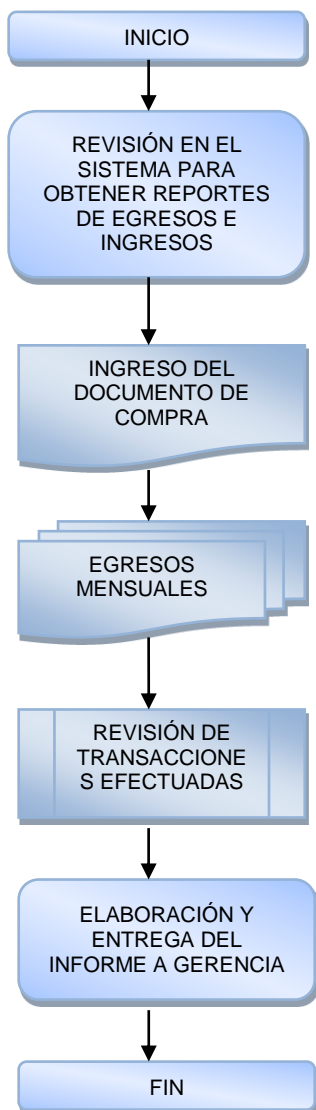 INICIO
REVISIÓN EN EL
SISTEMA PARA
OBTENER REPORTES
DE EGRESOS E
INGRESOS
INGRESO DEL
DOCUMENTO DE
COMPRA
EGRESOS
MENSUALES
REVISIÓN DE
TRANSACCIONE
S EFECTUADAS
ELABORACIÓN Y
ENTREGA DEL
INFORME A GERENCIA
FIN